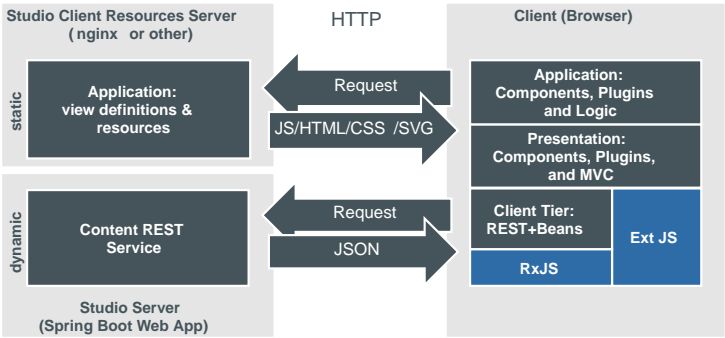 Studio Client Resources Server
( nginx or other)
HTTP
Client (Browser)
static
Application:
view definitions &
resources
Request
JS/HTML/CSS /SVG
Application:
Components, Plugins
and Logic
Presentation:
Components, Plugins,
and MVC
dynamic
Content REST
Service
Request
JSON
Client Tier:
REST+Beans
Ext JS
RxJS
Studio Server
(Spring Boot Web App)